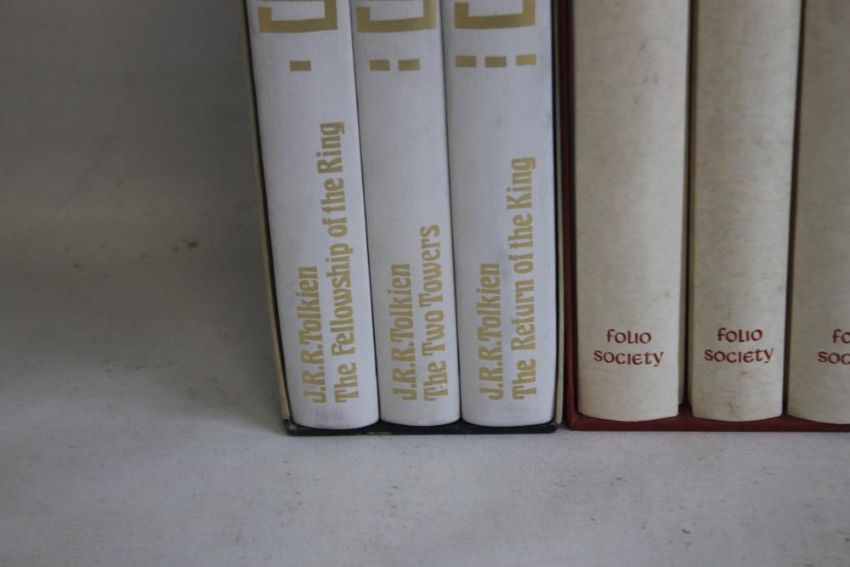 J.R.R.Tolkien
The Fellowship of the Ring
J.R.R.Tolkien
The Two Towers
J.R.R.Tolkien
The Return of the King
FOLIO
SOCIETY
FOLIO
SOCIETY